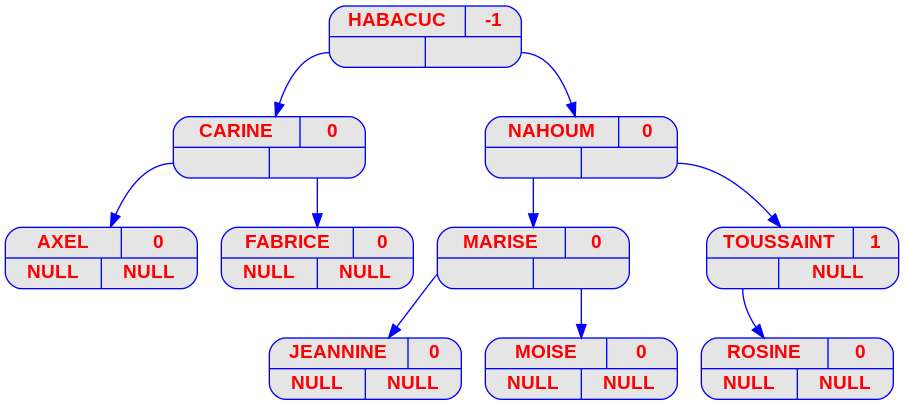 HABACUC -1
CARINE 0
NAHOUM 0
AXEL 0
NULL NULL
FABRICE 0
NULL NULL
MARISE 0
TOUSSAINT 1
NULL
JEANNINE 0
NULL NULL
MOISE 0
NULL NULL
ROSINE 0
NULL NULL